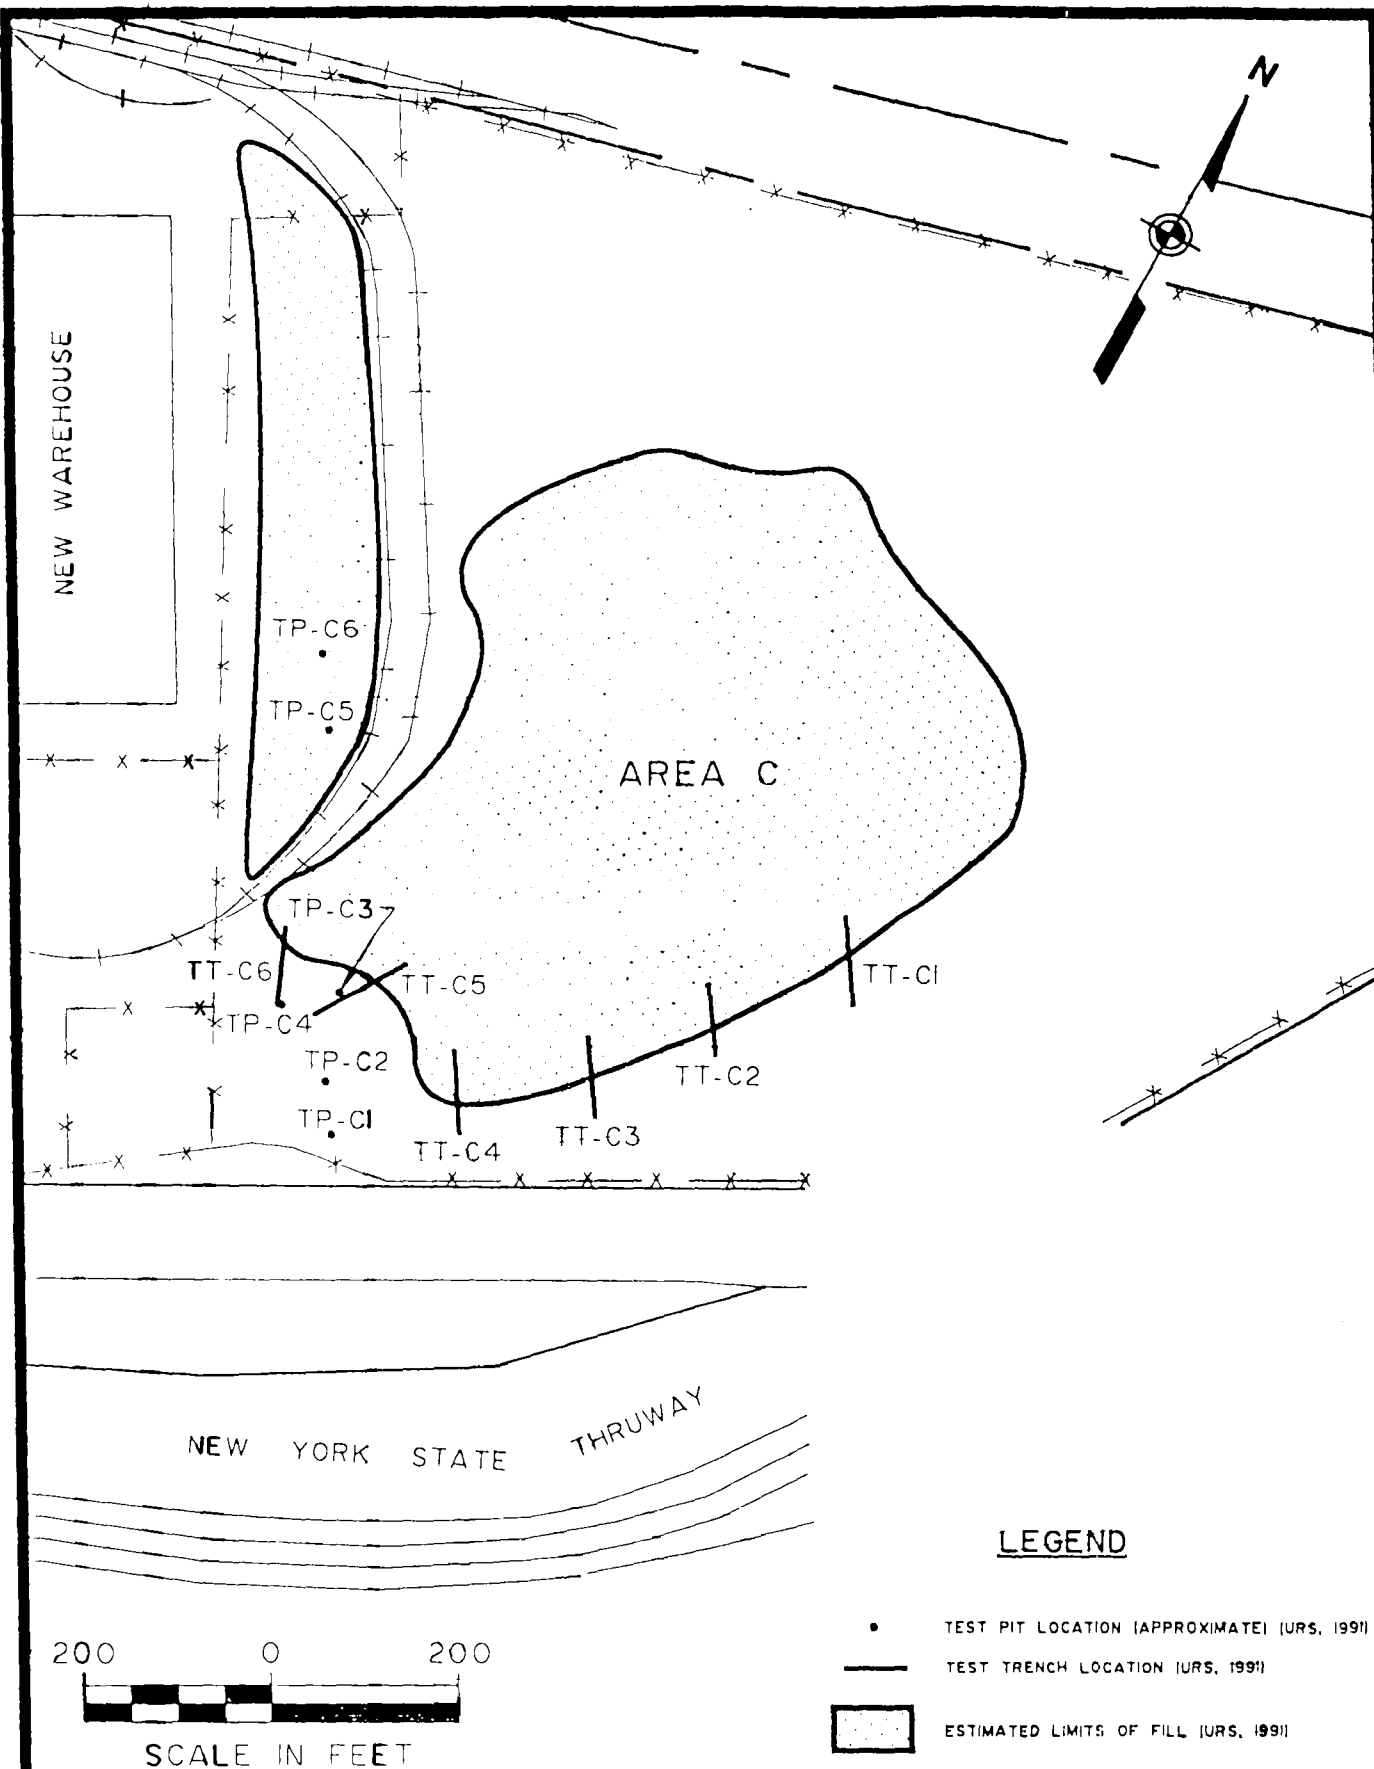 N
NEW WAREHOUSE
TP-C6
TP-C5
AREA C
TP-C3
TT-C6
TT-C5
TT-C1
TP-C4
TP-C2
TT-C2
TP-C1
TT-C3
TT-C4
NEW YORK STATE THRUWAY
LEGEND
TEST PIT LOCATION (APPROXIMATE) (URS, 1991)
TEST TRENCH LOCATION (URS, 1991)
ESTIMATED LIMITS OF FILL (URS, 1991)
200 0 200
SCALE IN FEET